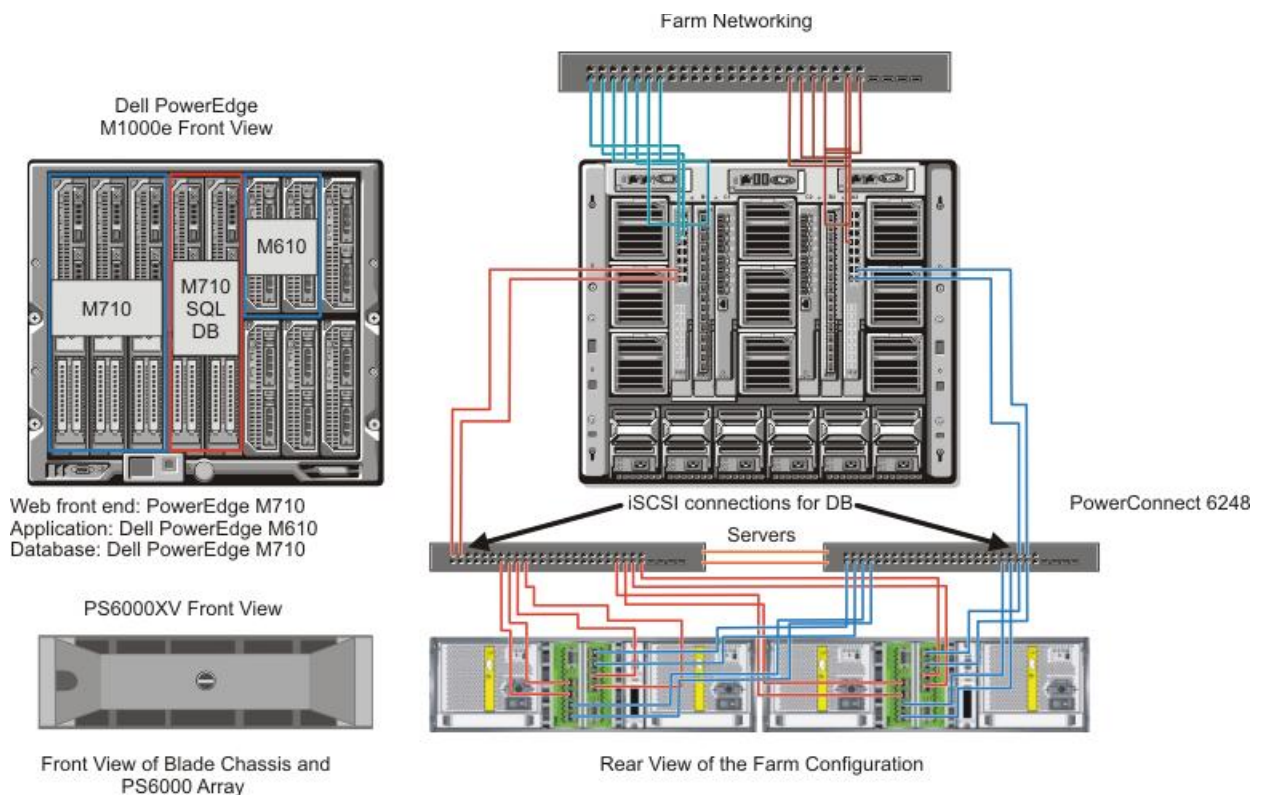 Farm Networking
Dell PowerEdge
M1000e Front View
M610
M710
M710
SQL
DB
Web front end: PowerEdge M710
Application: Dell PowerEdge M610
Database: Dell PowerEdge M710
iSCSI connections for DB
PowerConnect 6248
Servers
PS6000XV Front View
Front View of Blade Chassis and
PS6000 Array
Rear View of the Farm Configuration